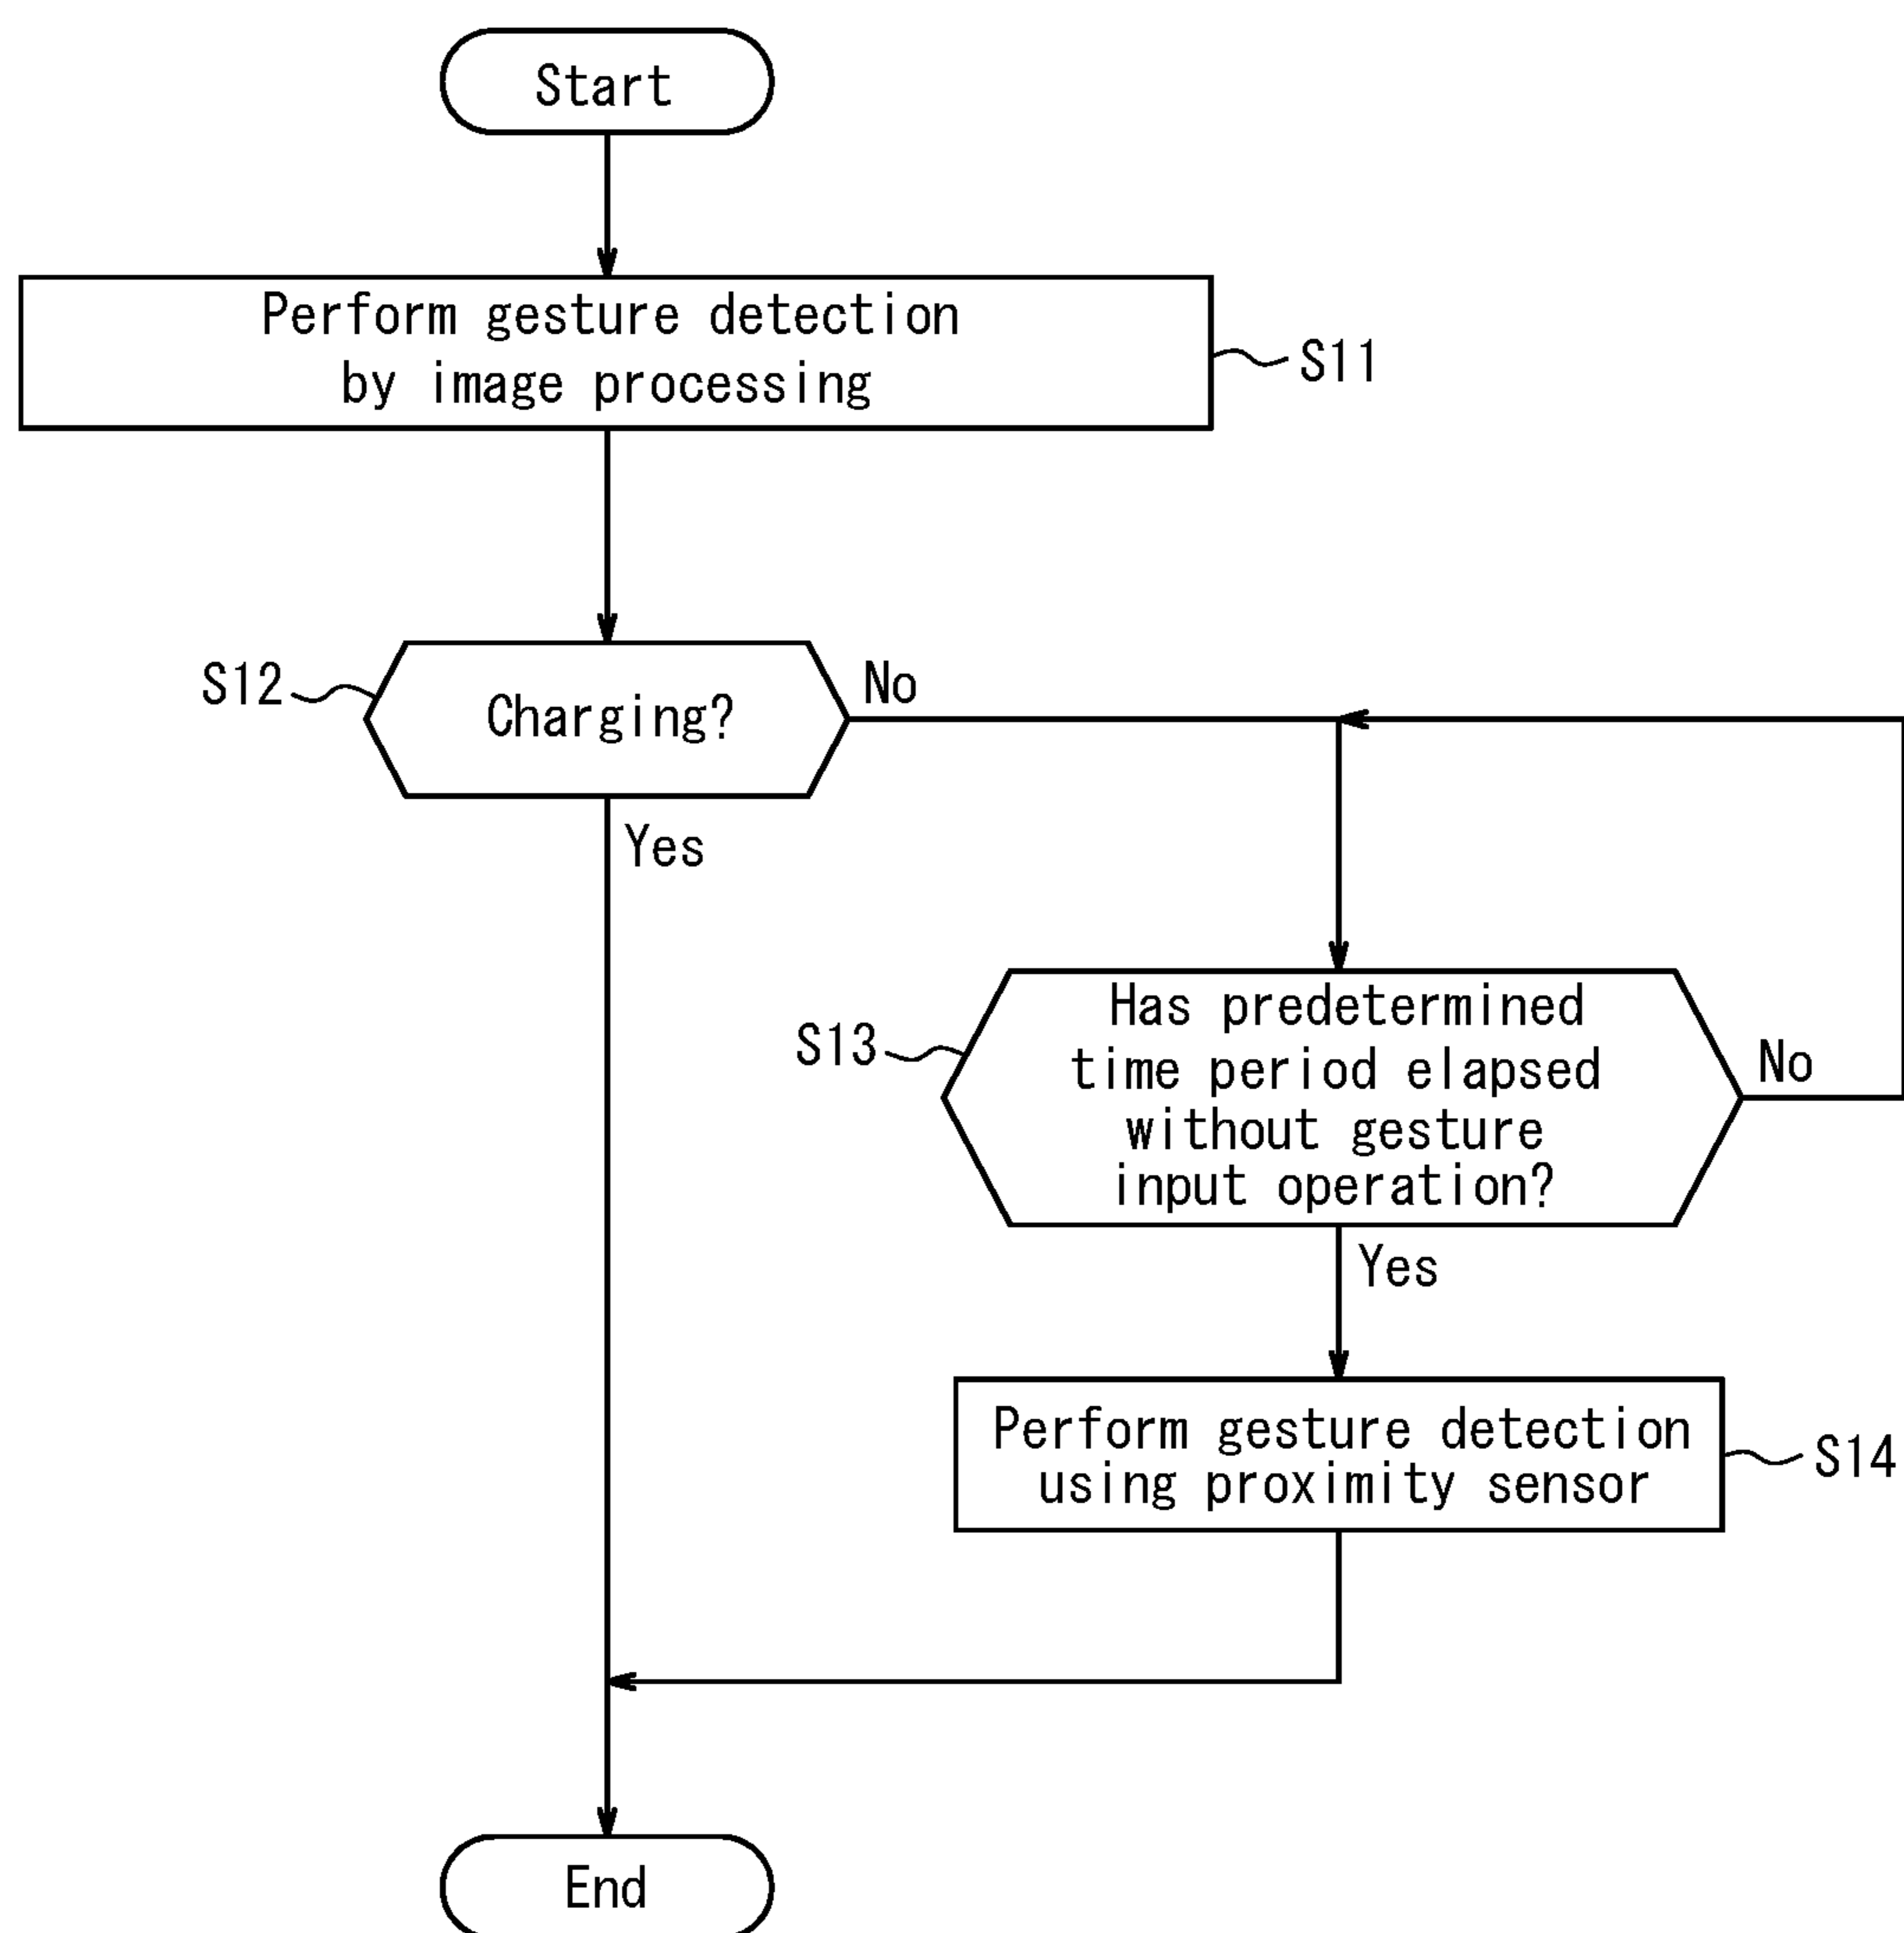 Start
Perform gesture detection
by image processing
S11
S12
Charging?
No
Yes
S13
Has predetermined
time period elapsed
without gesture
input operation?
No
Yes
Perform gesture detection
using proximity sensor
S14
End